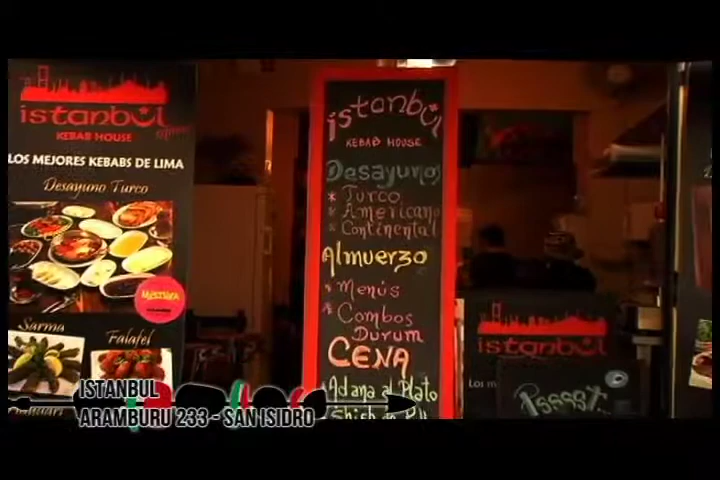 istanbul
KEBAB HOUSE
LOS MEJORES KEBABS DE LIMA
Desayuno Turco
Sarma
Falafel
istanbul
KEBAB HOUSE
Desayunos
* Turco
* Americano
* Continental
Almuerzo
* Menús
* Combos
Durum
CENA
Adana al Plato
istanbul
Psssst
ISTANBUL
ARAMBURU 233 - SAN ISIDRO